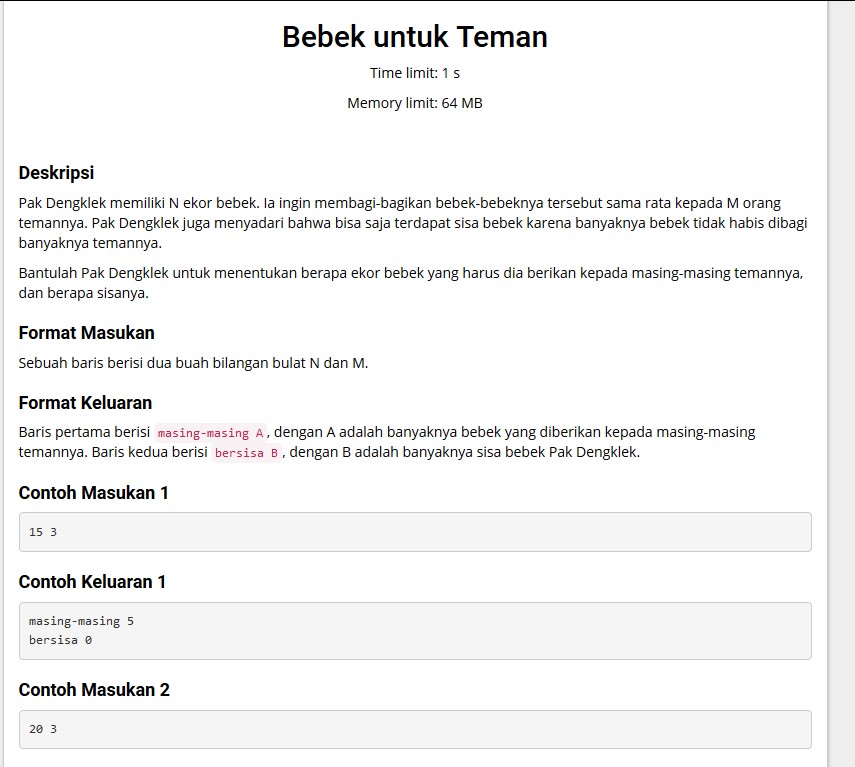 Bebek untuk Teman
Time limit: 1 s
Memory limit: 64 MB
Deskripsi
Pak Dengklek memiliki N ekor bebek. Ia ingin membagi-bagikan bebek-bebeknya tersebut sama rata kepada M orang
temannya. Pak Dengklek juga menyadari bahwa bisa saja terdapat sisa bebek karena banyaknya bebek tidak habis dibagi
banyaknya temannya.
Bantulah Pak Dengklek untuk menentukan berapa ekor bebek yang harus dia berikan kepada masing-masing temannya,
dan berapa sisanya.
Format Masukan
Sebuah baris berisi dua buah bilangan bulat N dan M.
Format Keluaran
Baris pertama berisi masing-masing A, dengan A adalah banyaknya bebek yang diberikan kepada masing-masing
temannya. Baris kedua berisi bersisa B, dengan B adalah banyaknya sisa bebek Pak Dengklek.
Contoh Masukan 1
15 3
Contoh Keluaran 1
masing-masing 5
bersisa 0
Contoh Masukan 2
20 3